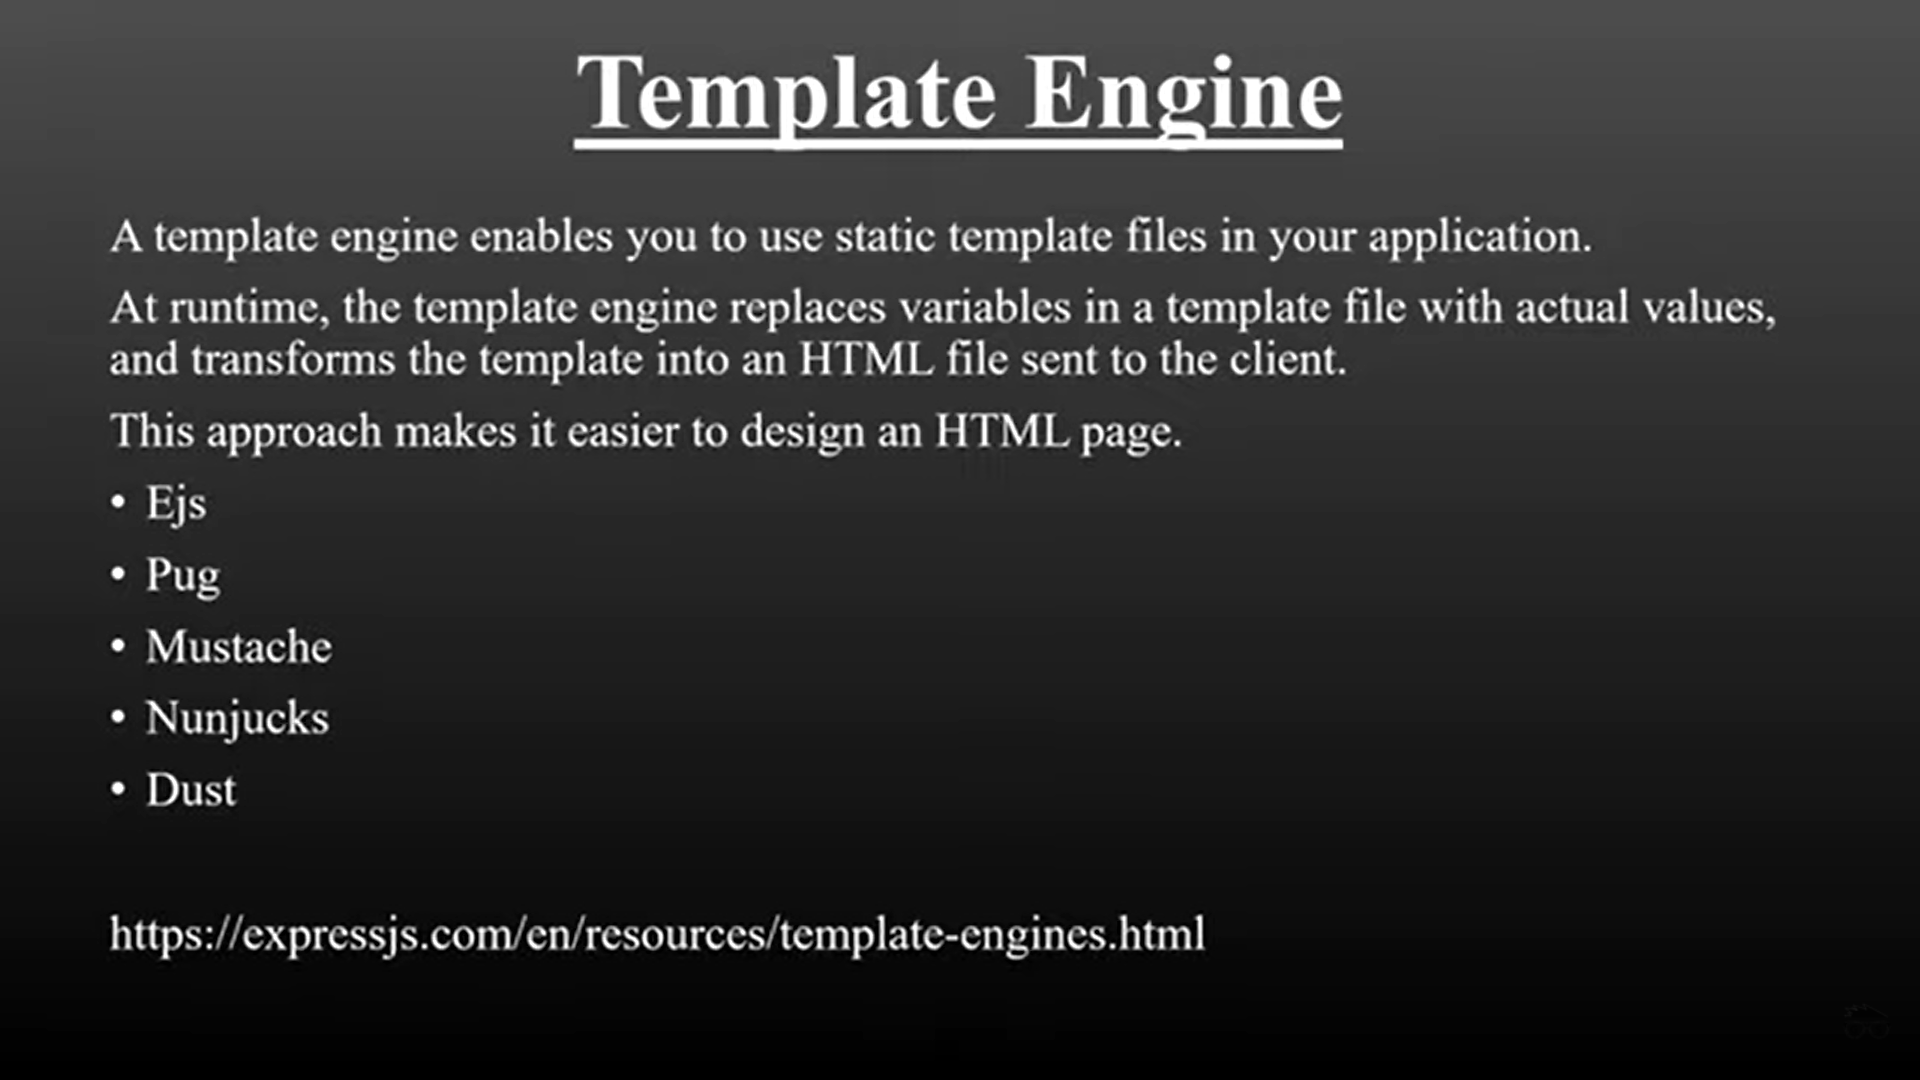 Template Engine
A template engine enables you to use static template files in your application.
At runtime, the template engine replaces variables in a template file with actual values,
and transforms the template into an HTML file sent to the client.
This approach makes it easier to design an HTML page.
• Ejs
• Pug
• Mustache
• Nunjucks
• Dust
https://expressjs.com/en/resources/template-engines.html